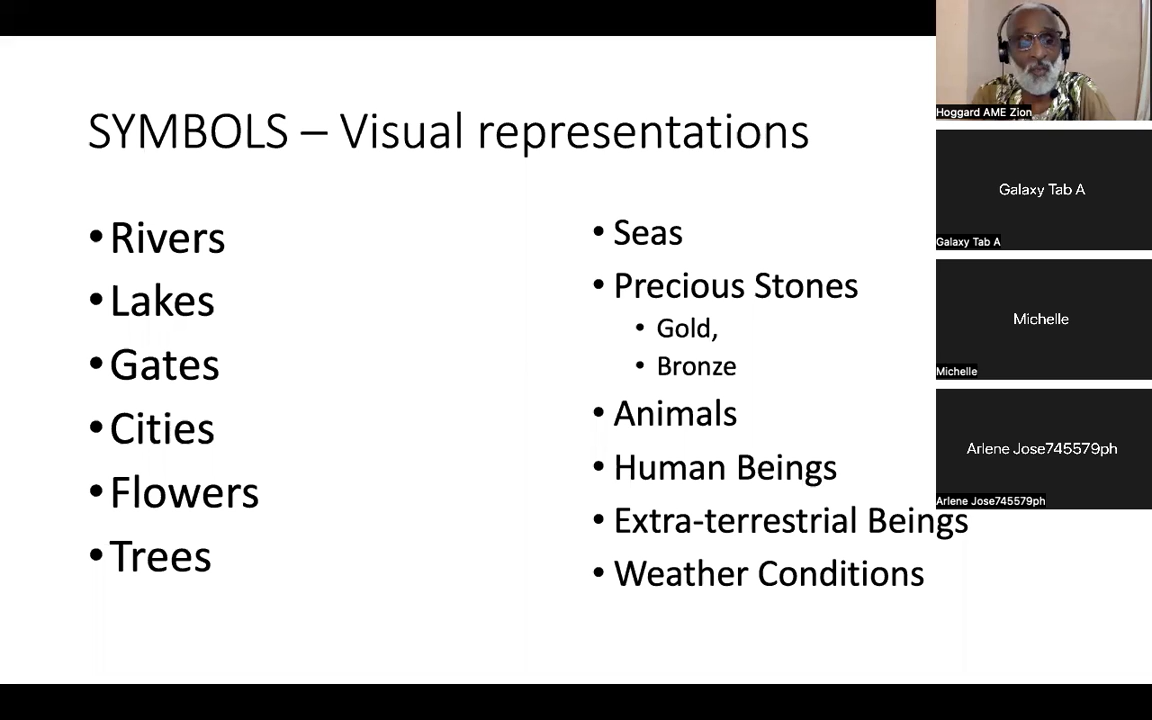 SYMBOLS – Visual representations
•Rivers
•Lakes
•Gates
•Cities
•Flowers
•Trees
•Seas
•Precious Stones
•Gold,
•Bronze
•Animals
•Human Beings
•Extra-terrestrial Beings
•Weather Conditions
Hoggard AME Zion
Galaxy Tab A
Galaxy Tab A
Michelle
Michelle
Arlene Jose745579ph
Arlene Jose745579ph